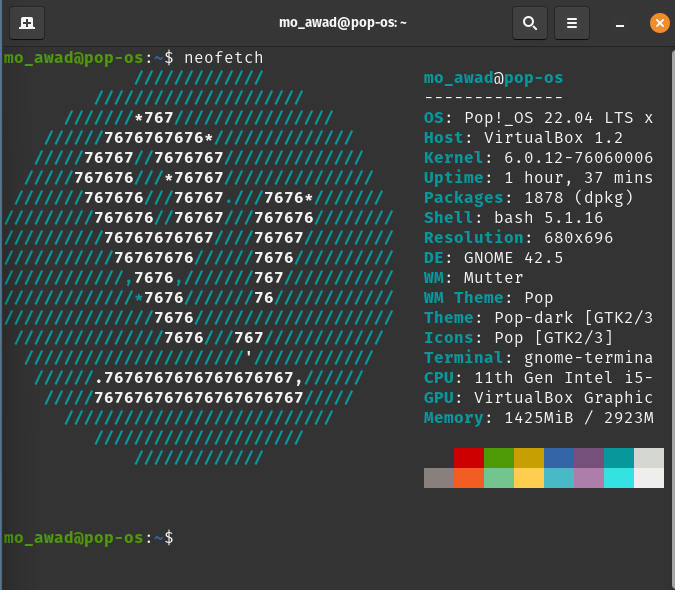 mo_awad@pop-os: ~
mo_awad@pop-os:~$ neofetch
/////////////
/////////////////////
///////*767////////////////
//////7676767676*//////////////
/////76767//7676767//////////////
/////767676///*76767///////////////
///////767676///76767.///7676*///////
/////////767676//76767///767676////////
//////////76767676767////76767/////////
///////////76767676//////7676//////////
////////////,7676,///////767///////////
/////////////*7676///////76////////////
///////////////7676////////////////////
///////////////7676///767////////////
//////////////////////'////////////
//////.7676767676767676767,//////
/////767676767676767676767/////
///////////////////////////
/////////////////////
/////////////
mo_awad@pop-os
--------------
OS: Pop!_OS 22.04 LTS x
Host: VirtualBox 1.2
Kernel: 6.0.12-76060006
Uptime: 1 hour, 37 mins
Packages: 1878 (dpkg)
Shell: bash 5.1.16
Resolution: 680x696
DE: GNOME 42.5
WM: Mutter
WM Theme: Pop
Theme: Pop-dark [GTK2/3
Icons: Pop [GTK2/3]
Terminal: gnome-termina
CPU: 11th Gen Intel i5-
GPU: VirtualBox Graphic
Memory: 1425MiB / 2923M
mo_awad@pop-os:~$